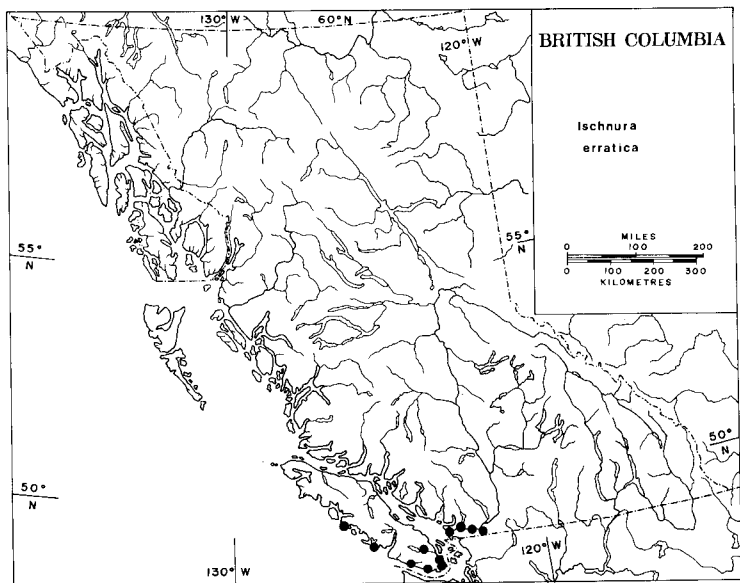 130° W
60° N
120° W
BRITISH COLUMBIA
Ischnura
erratica
55°
N
55°
N
MILES
0 100 200
0 100 200 300
KILOMETRES
50°
N
50°
N
130° W
120° W